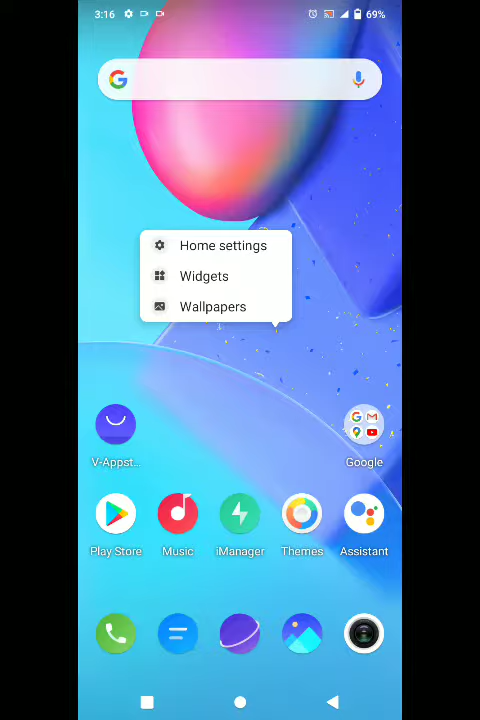 3:16 69%
Home settings
Widgets
Wallpapers
V-Appst..
Google
Play Store Music iManager Themes Assistant